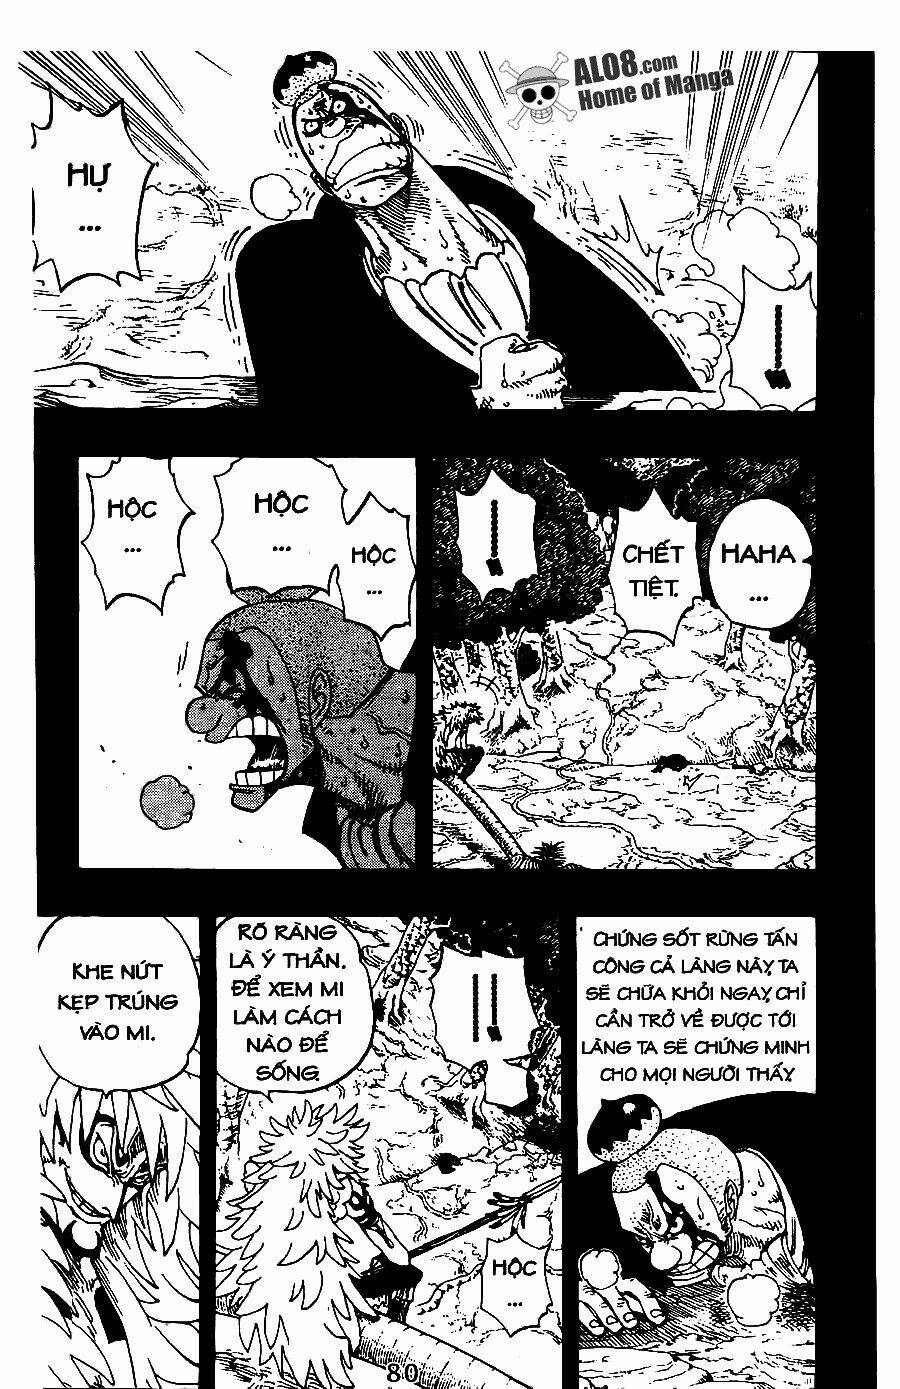 AL08.com
Home of Manga
HỰ
...
HAHA
...
CHẾT
TIỆT.
HỘC
...
HỘC
...
HỘC
...
CHỨNG SỐT RỪNG TẤN
CÔNG CẢ LÀNG NÀY, TA
SẼ CHỮA KHỎI NGAY, CHỈ
CẦN TRỞ VỀ ĐƯỢC TỚI
LÀNG TA SẼ CHỨNG MINH
CHO MỌI NGƯỜI THẤY
RÕ RÀNG
LÀ Ý THẦN.
ĐỂ XEM MI
LÀM CÁCH
NÀO ĐỂ
SỐNG.
HỘC
...
KHE NỨT
KẸP TRÚNG
VÀO MI.
80